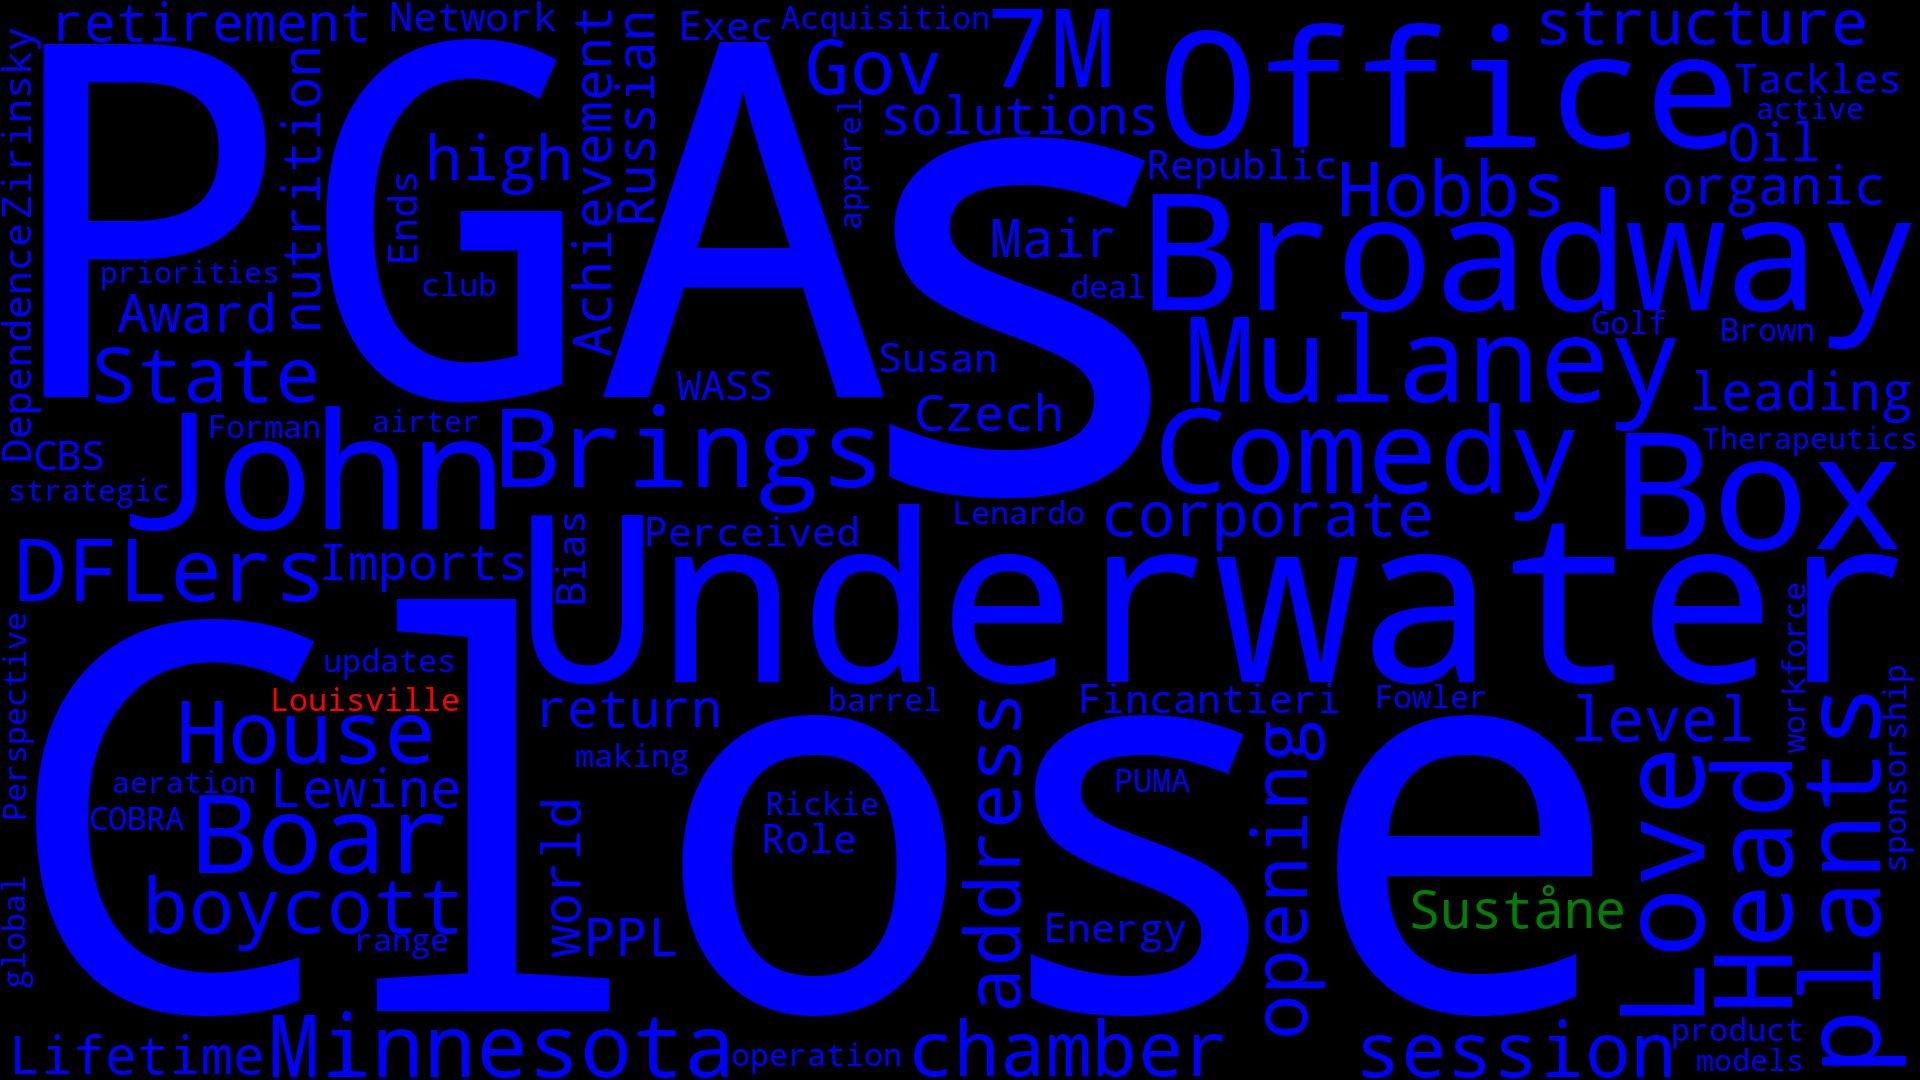 retirement
Network
Achievement
Russian
Exec
Acquisition
Gov
7M
Office
structure
Tackles
active
Oil
organic
Zirinsky
PGAs
nutrition
high
Ends
club
apparel
solutions
Republic
Hobbs
Mair
deal
Broadway
priorities
Award
Dependence
State
WASS
Susan
Czech
Mulaney
Golf
Brown
leading
Therapeutics
Forman
airter
CBS
strategic
John
Brings
Comedy
Box
Lenardo
corporate
DFLers
Imports
Bias
Perceived
Underwater
workforce
Perspective
updates
Louisville
House
return
barrel
Fincantieri
Fowler
level
sponsorship
making
aeration
Lewine
COBRA
Boar
boycott
range
global
Close
world
PPL
Rickie
Role
address
PUMA
Energy
opening
Suståne
Love
Head
plants
Lifetime
Minnesota
operation
chamber
session
product
models